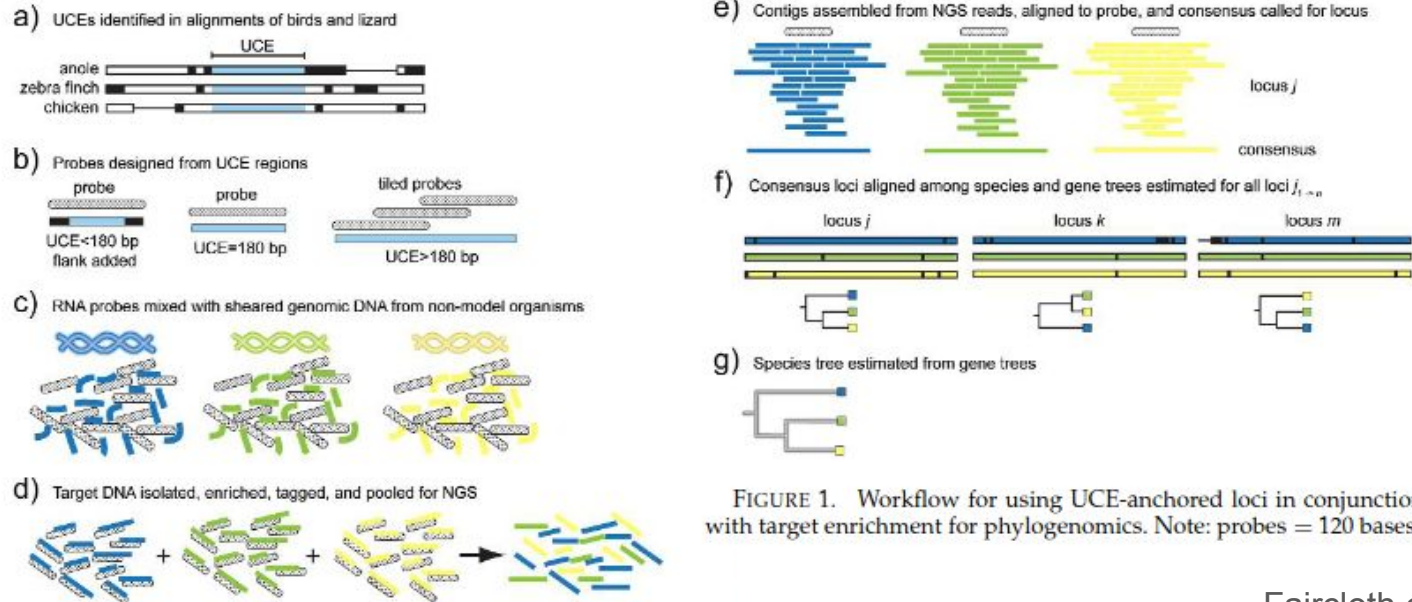 a) UCEs identified in alignments of birds and lizard
UCE
anole
zebra finch
chicken
b) Probes designed from UCE regions
probe
UCE<180 bp
flank added
probe
UCE=180 bp
tiled probes
UCE>180 bp
c) RNA probes mixed with sheared genomic DNA from non-model organisms
d) Target DNA isolated, enriched, tagged, and pooled for NGS
+
+
e) Contigs assembled from NGS reads, aligned to probe, and consensus called for locus
locus j
consensus
f) Consensus loci aligned among species and gene trees estimated for all loci j
locus j
locus k
locus m
g) Species tree estimated from gene trees
FIGURE 1. Workflow for using UCE-anchored loci in conjunctio
with target enrichment for phylogenomics. Note: probes = 120 bases
Faircloth